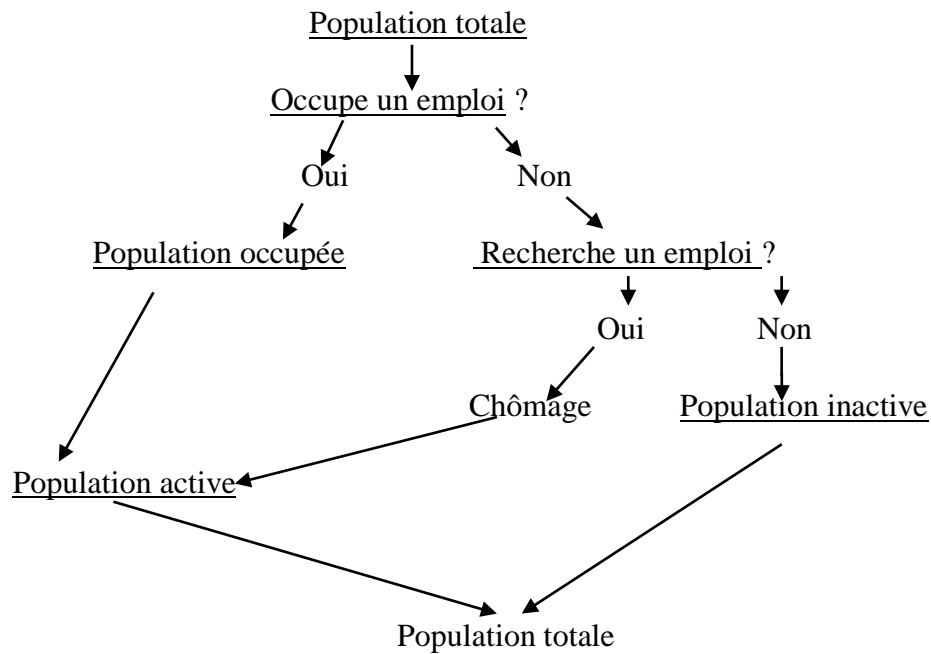 Population totale
Occupe un emploi ?
Oui Non
Population occupée Recherche un emploi ?
Oui Non
Chômage Population inactive
Population active
Population totale